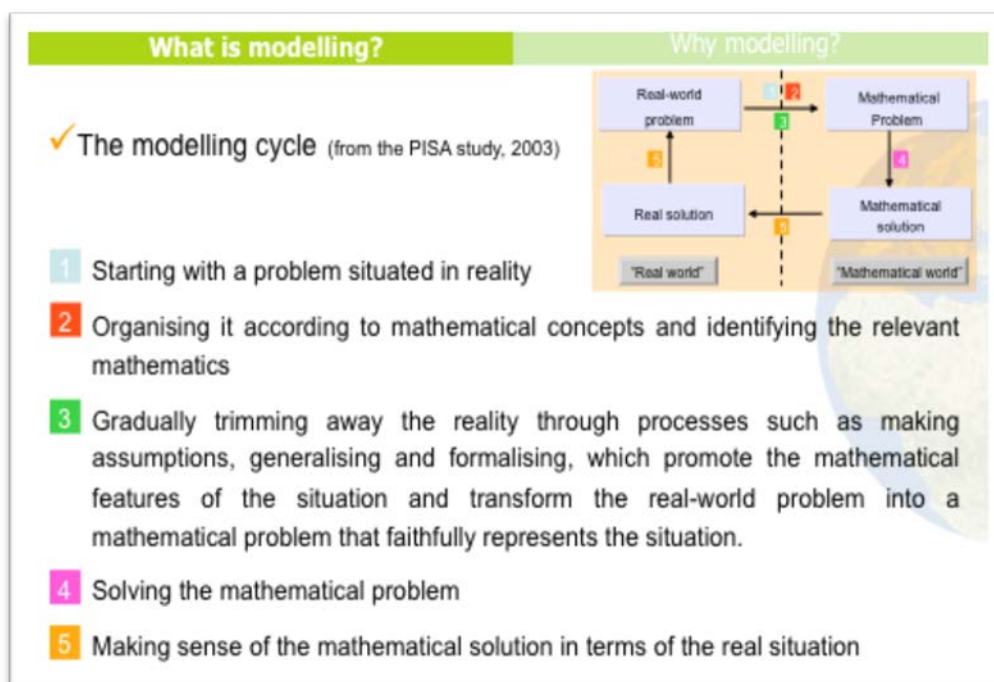 What is modelling?
Why modelling?
✓ The modelling cycle (from the PISA study, 2003)
Real-world
problem
1 2
3
Mathematical
Problem
5
4
Real solution
5
Mathematical
solution
"Real world"
"Mathematical world"
1 Starting with a problem situated in reality
2 Organising it according to mathematical concepts and identifying the relevant
mathematics
3 Gradually trimming away the reality through processes such as making
assumptions, generalising and formalising, which promote the mathematical
features of the situation and transform the real-world problem into a
mathematical problem that faithfully represents the situation.
4 Solving the mathematical problem
5 Making sense of the mathematical solution in terms of the real situation